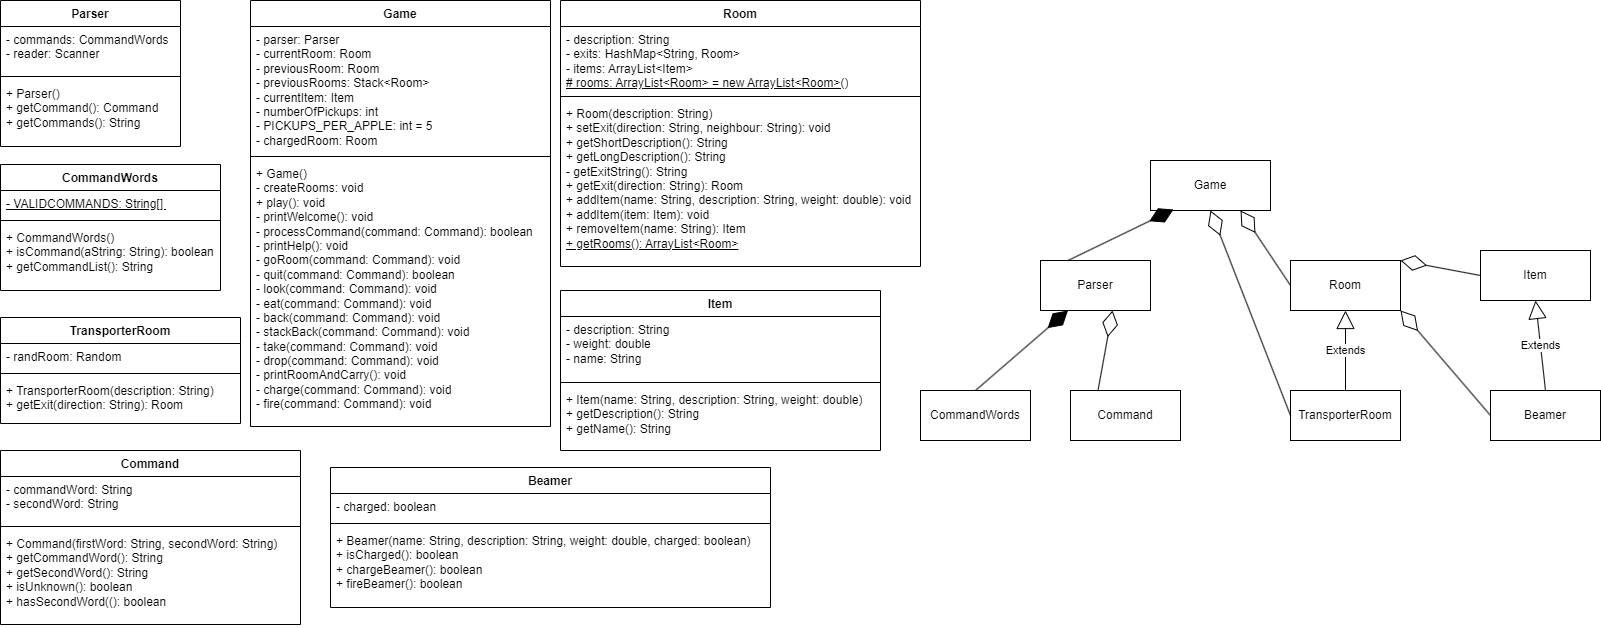 Parser
- commands: CommandWords
- reader: Scanner
+ Parser()
+ getCommand(): Command
+ getCommands(): String
CommandWords
- VALIDCOMMANDS: String[]
+ CommandWords()
+ isCommand(aString: String): boolean
+ getCommandList(): String
TransporterRoom
- randRoom: Random
+ TransporterRoom(description: String)
+ getExit(direction: String): Room
Command
- commandWord: String
- secondWord: String
+ Command(firstWord: String, secondWord: String)
+ getCommandWord(): String
+ getSecondWord(): String
+ isUnknown(): boolean
+ hasSecondWord((): boolean
Game
- parser: Parser
- currentRoom: Room
- previousRoom: Room
- previousRooms: Stack<Room>
- currentItem: Item
- numberOfPickups: int
- PICKUPS_PER_APPLE: int = 5
- chargedRoom: Room
+ Game()
- createRooms: void
+ play(): void
- printWelcome(): void
- processCommand(command: Command): boolean
- printHelp(): void
- goRoom(command: Command): void
- quit(command: Command): boolean
- look(command: Command): void
- eat(command: Command): void
- back(command: Command): void
- stackBack(command: Command): void
- take(command: Command): void
- drop(command: Command): void
- printRoomAndCarry(): void
- charge(command: Command): void
- fire(command: Command): void
Room
- description: String
- exits: HashMap<String, Room>
- items: ArrayList<Item>
# rooms: ArrayList<Room> = new ArrayList<Room>()
+ Room(description: String)
+ setExit(direction: String, neighbour: String): void
+ getShortDescription(): String
+ getLongDescription(): String
- getExitString(): String
+ getExit(direction: String): Room
+ addItem(name: String, description: String, weight: double): void
+ addItem(item: Item): void
+ removeItem(name: String): Item
+ getRooms(): ArrayList<Room>
Item
- description: String
- weight: double
- name: String
+ Item(name: String, description: String, weight: double)
+ getDescription(): String
+ getName(): String
Beamer
- charged: boolean
+ Beamer(name: String, description: String, weight: double, charged: boolean)
+ isCharged(): boolean
+ chargeBeamer(): boolean
+ fireBeamer(): boolean
Game
Parser
Room
Item
Extends
Extends
CommandWords
Command
TransporterRoom
Beamer